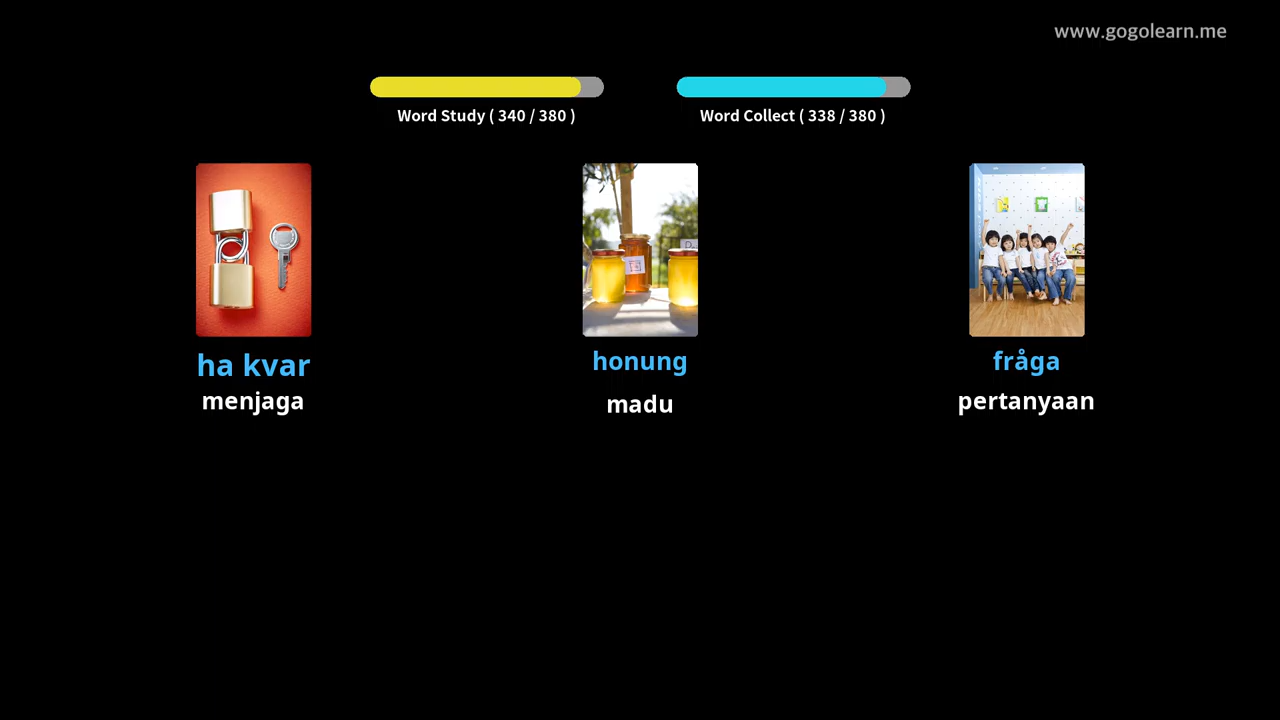 www.gogolearn.me
Word Study ( 340 / 380 )
Word Collect ( 338 / 380 )
ha kvar
honung
fråga
menjaga
madu
pertanyaan